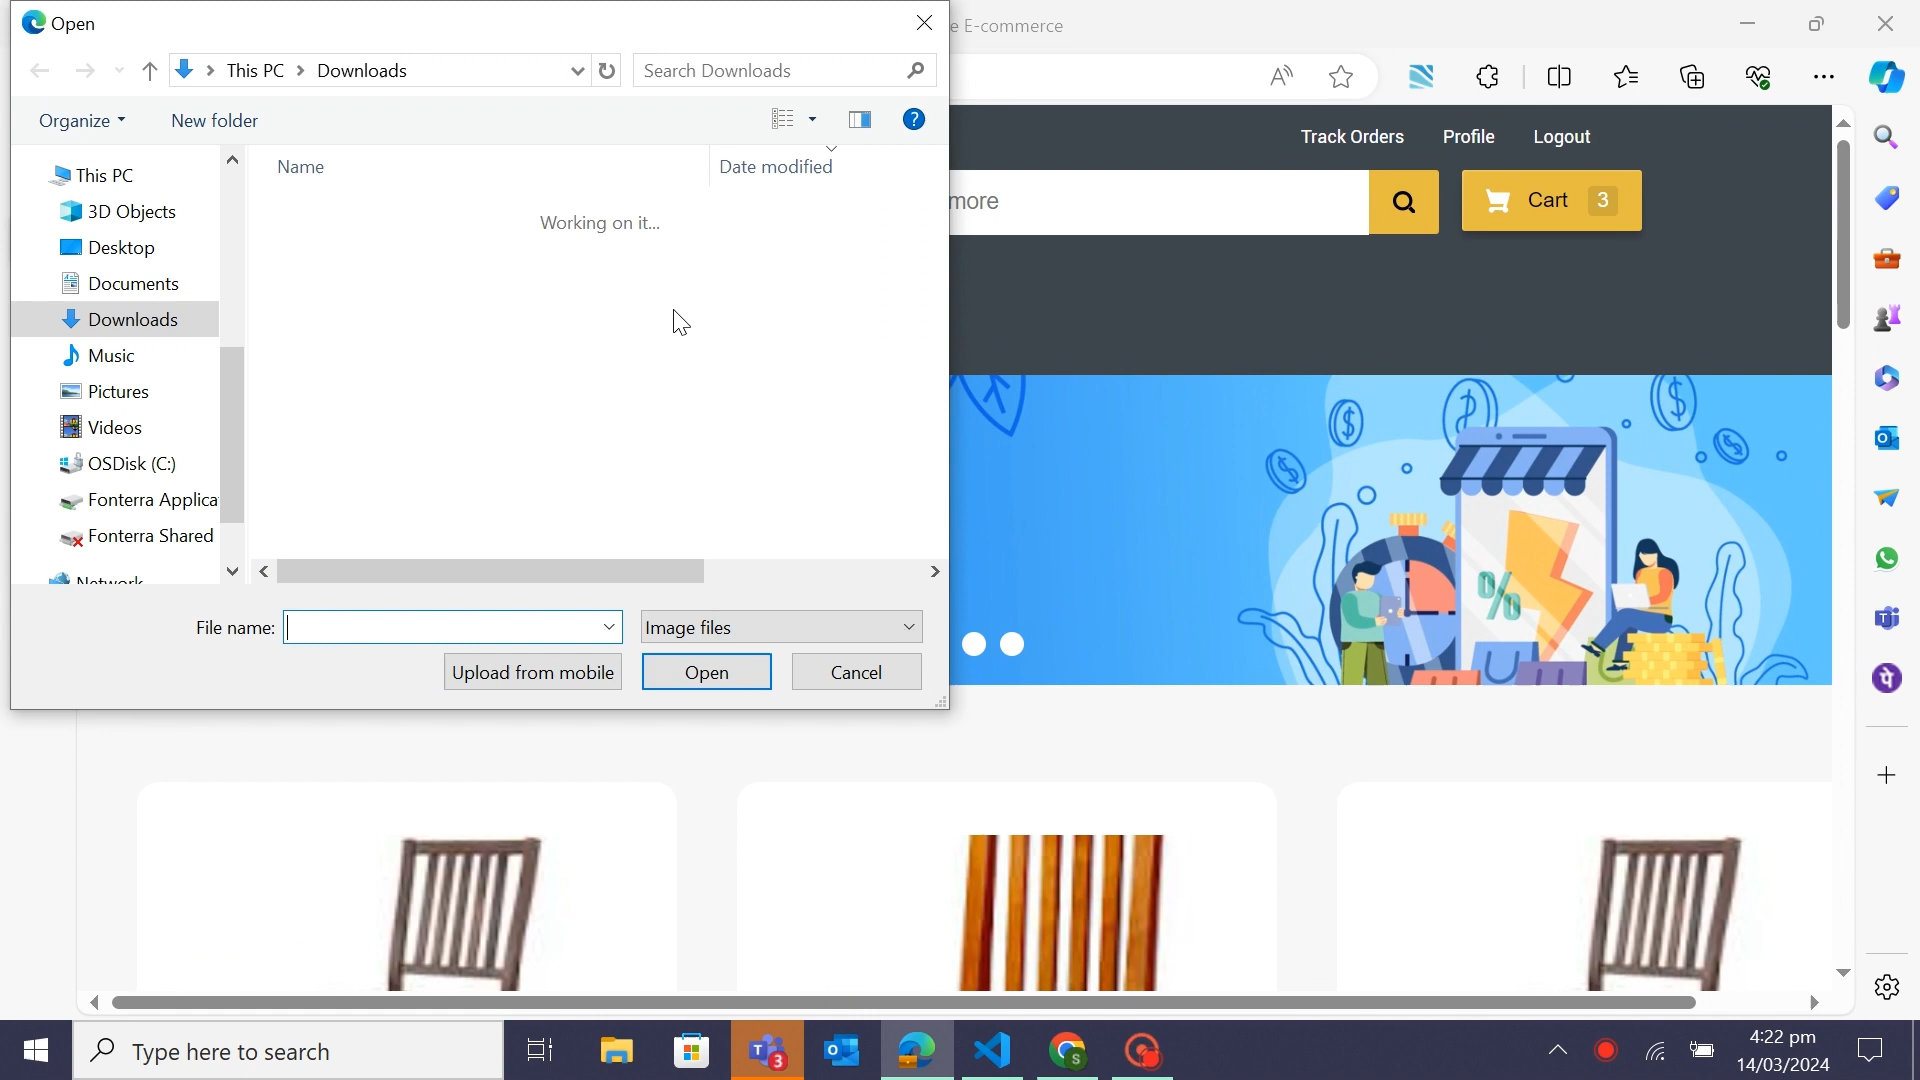 Open
e E-commerce
This PC > Downloads
Search Downloads
Organize
New folder
Track Orders
Profile
Logout
Name
Date modified
This PC
3D Objects
Desktop
Documents
Downloads
Music
Pictures
Videos
OSDisk (C:)
Fonterra Applica
Fonterra Shared
Network
Working on it...
more
Cart 3
%
File name:
Image files
Upload from mobile
Open
Cancel
Type here to search
3
S
4:22 pm
14/03/2024